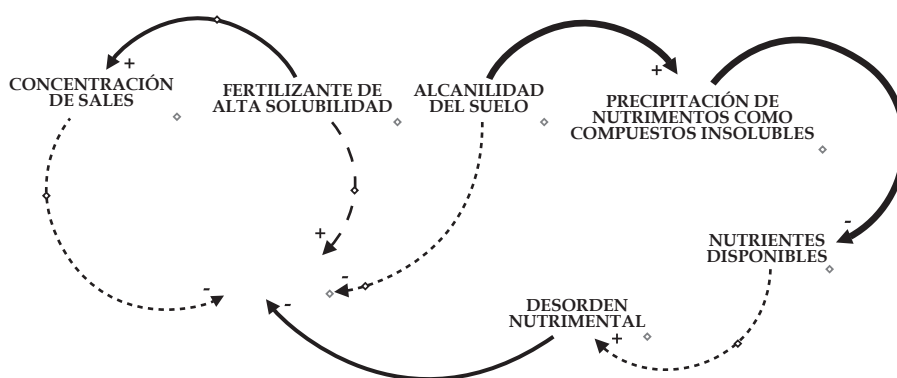 CONCENTRACIÓN
DE SALES
FERTILIZANTE DE
ALTA SOLUBILIDAD
ALCANILIDAD
DEL SUELO
PRECIPITACIÓN DE
NUTRIMENTOS COMO
COMPUESTOS INSOLUBLES
NUTRIENTES
DISPONIBLES
DESORDEN
NUTRIMENTAL
+
+
+
-
-
-
-
+